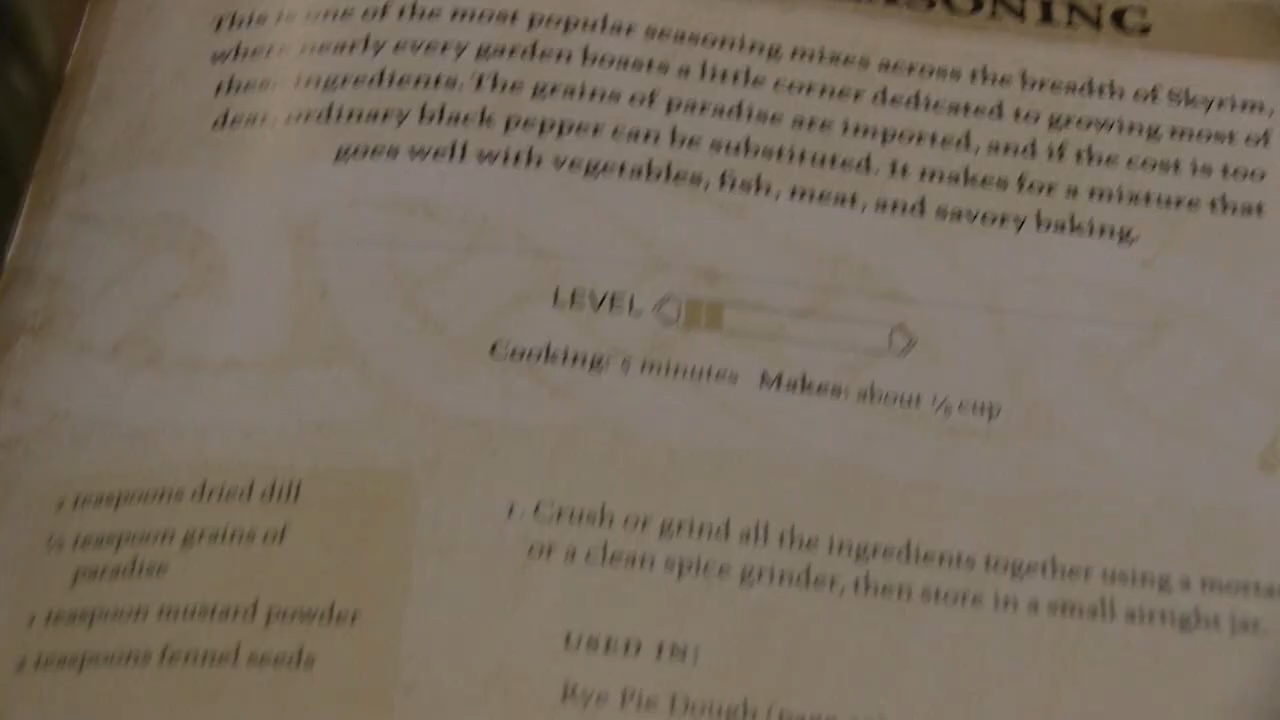 SEASONING
This is one of the most popular seasoning mixes across the breadth of Skyrim,
where nearly every garden boasts a little corner dedicated to growing most of
these ingredients. The grains of paradise are imported, and if the cost is too
dear, ordinary black pepper can be substituted. It makes for a mixture that
goes well with vegetables, fish, meat, and savory baking.
LEVEL
Cooking: 5 minutes Makes: about cup
teaspoons dried dill
½ teaspoon grains of
paradise
1 teaspoon mustard powder
2 teaspoons fennel seeds
1. Crush or grind all the ingredients together using a morta
or a clean spice grinder, then store in a small airtight jar.
USED IN:
Rye Pie Dough (page